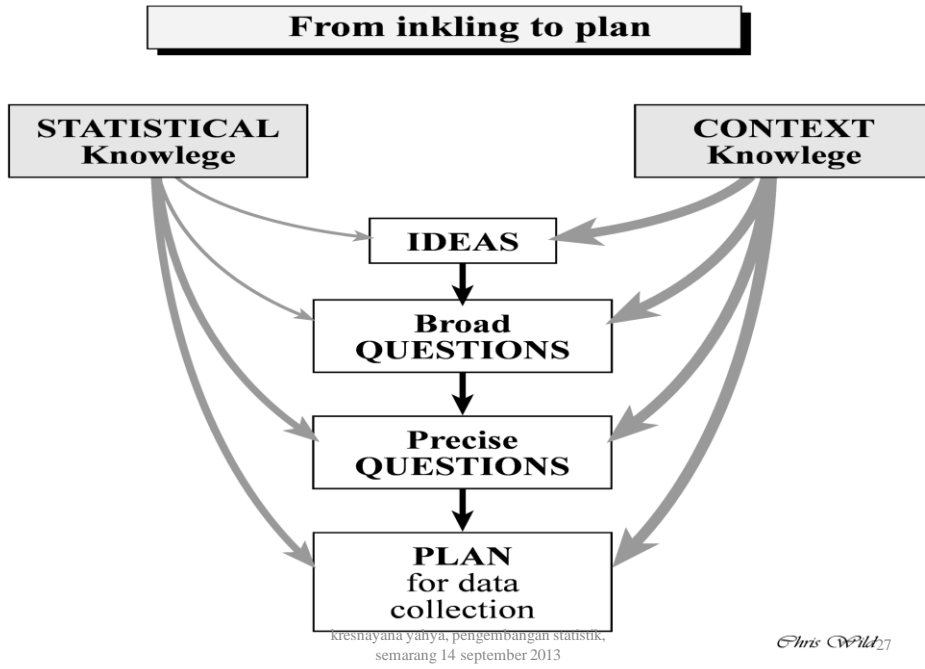 From inkling to plan
STATISTICAL
Knowlege
CONTEXT
Knowlege
IDEAS
Broad
QUESTIONS
Precise
QUESTIONS
PLAN
for data
collection
kresnayana yahya, pengembangan statistik,
semarang 14 september 2013
Chris Wild
27